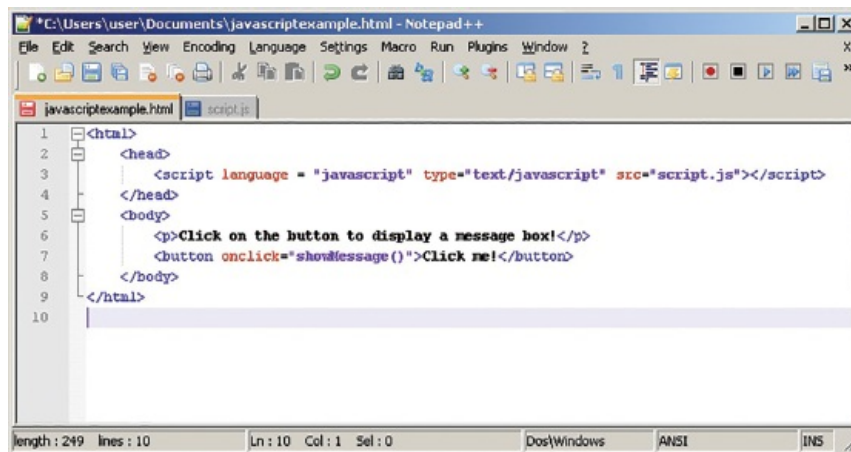 *C:\Users\user\Documents\javascriptexample.html - Notepad++
File Edit Search View Encoding Language Settings Macro Run Plugins Window ? X
javascriptexample.html script.js
1 <html>
2 <head>
3 <script language = "javascript" type="text/javascript" src="script.js"></script>
4 </head>
5 <body>
6 <p>Click on the button to display a message box!</p>
7 <button onclick="showMessage()">Click me!</button>
8 </body>
9 </html>
10
length : 249 lines : 10 Ln : 10 Col : 1 Sel : 0 Dos\Windows ANSI INS